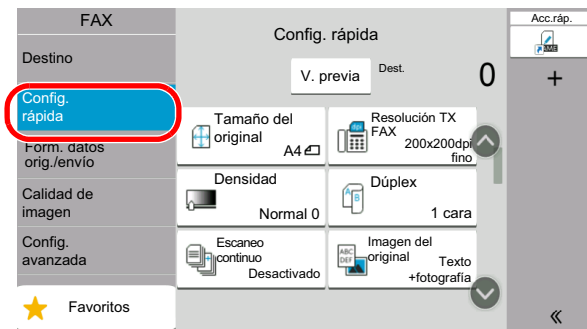 FAX
Destino
Config.
rápida
Form. datos
orig./envío
Calidad de
imagen
Config.
avanzada
Favoritos
Config. rápida
V. previa
Dest.
0
Tamaño del
original
A4
Resolución TX
FAX
200x200dpi
fino
Densidad
Normal 0
Dúplex
1 cara
Escaneo
continuo
Desactivado
Imagen del
original
Texto
+fotografía
1
Acc.ráp.
+
«